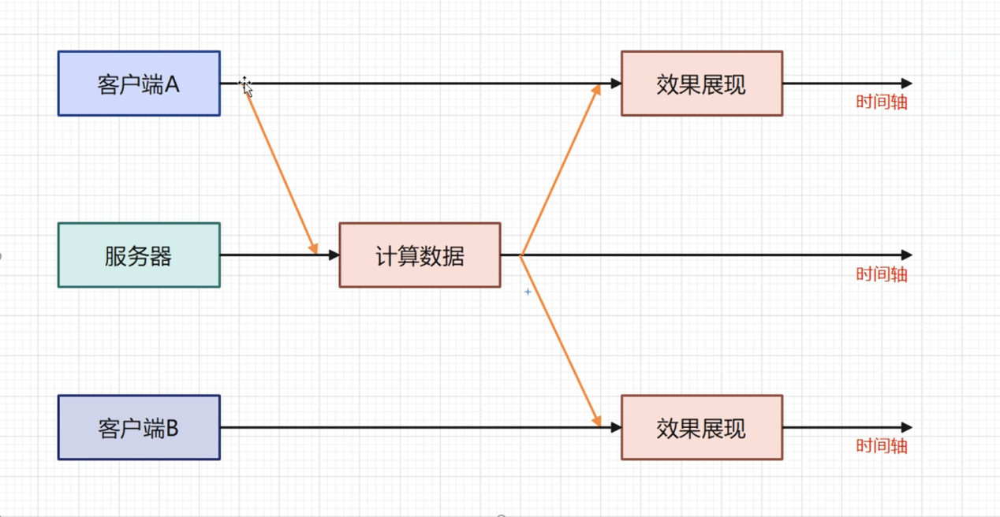 客户端A
效果展现
时间轴
服务器
计算数据
时间轴
客户端B
效果展现
时间轴